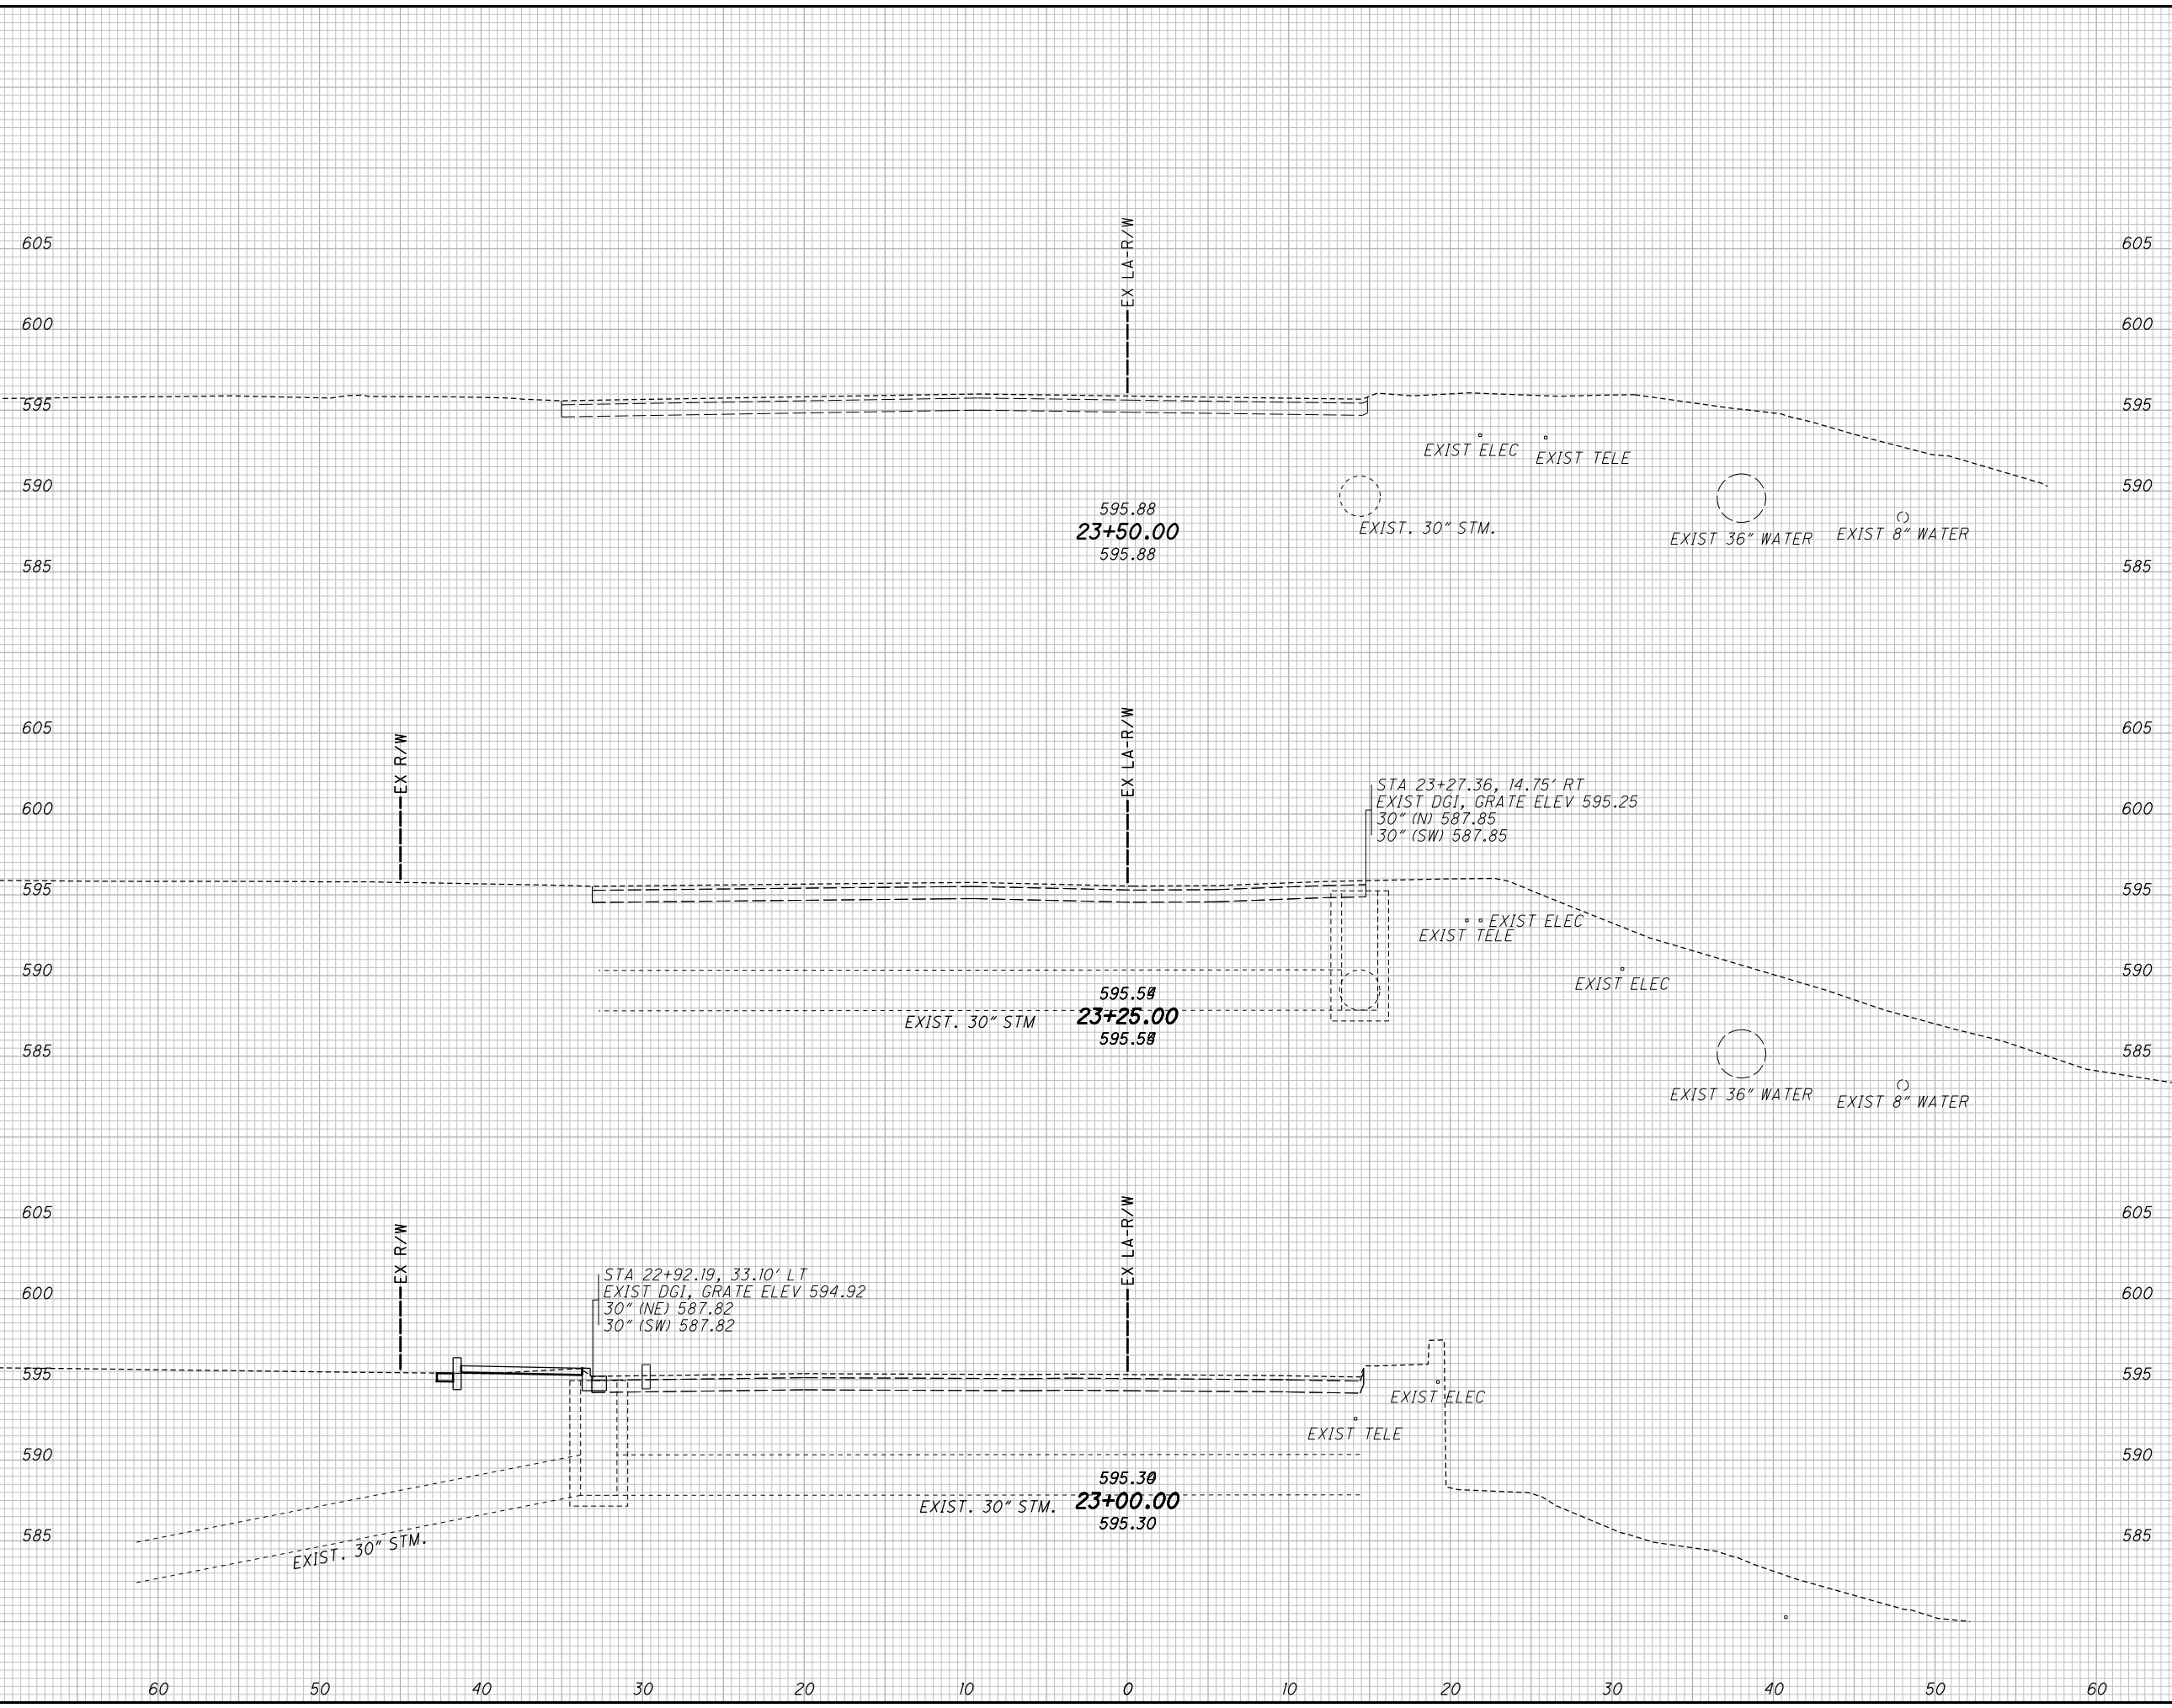 EX LA-R/W
605 605
600 600
595 595
EXIST ELEC EXIST TELE
590 590
595.88
23+50.00
595.88
EXIST. 30" STM.
EXIST 36" WATER EXIST 8" WATER
585 585
EX R/W
EX LA-R/W
605 605
STA 23+27.36, 14.75' RT
EXIST DGI, GRATE ELEV 595.25
30" (N) 587.85
30" (SW) 587.85
600 600
595 595
EXIST ELEC
EXIST TELE
590 590
EXIST ELEC
23+25.00
EXIST. 30" STM
585 585
EXIST 36" WATER EXIST 8" WATER
EX R/W
EX LA-R/W
605 605
STA 22+92.19, 33.10' LT
EXIST DGI, GRATE ELEV 594.92
30" (NE) 587.82
30" (SW) 587.82
600 600
595 595
EXIST ELEC
EXIST TELE
590 590
23+00.00
EXIST. 30" STM.
595.30
585 585
EXIST. 30" STM.
60 50 40 30 20 10 0 10 20 30 40 50 60